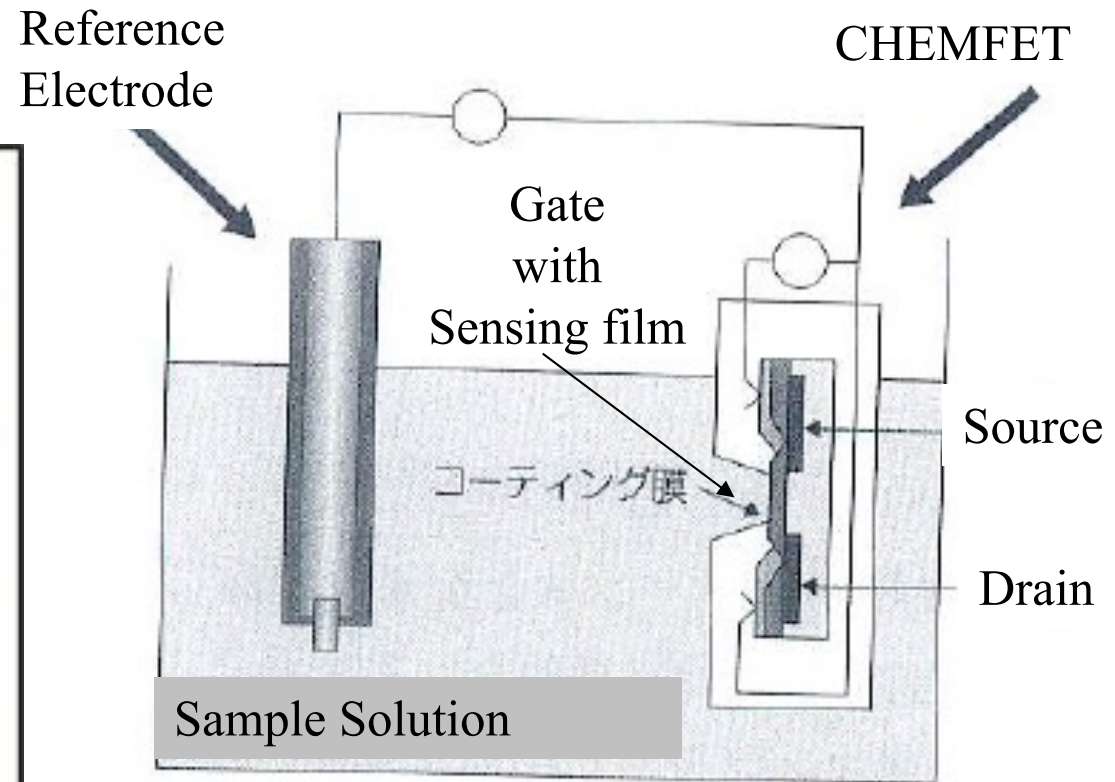 Reference
Electrode
CHEMFET
Gate
with
Sensing film
コーティング膜
Source
Drain
Sample Solution